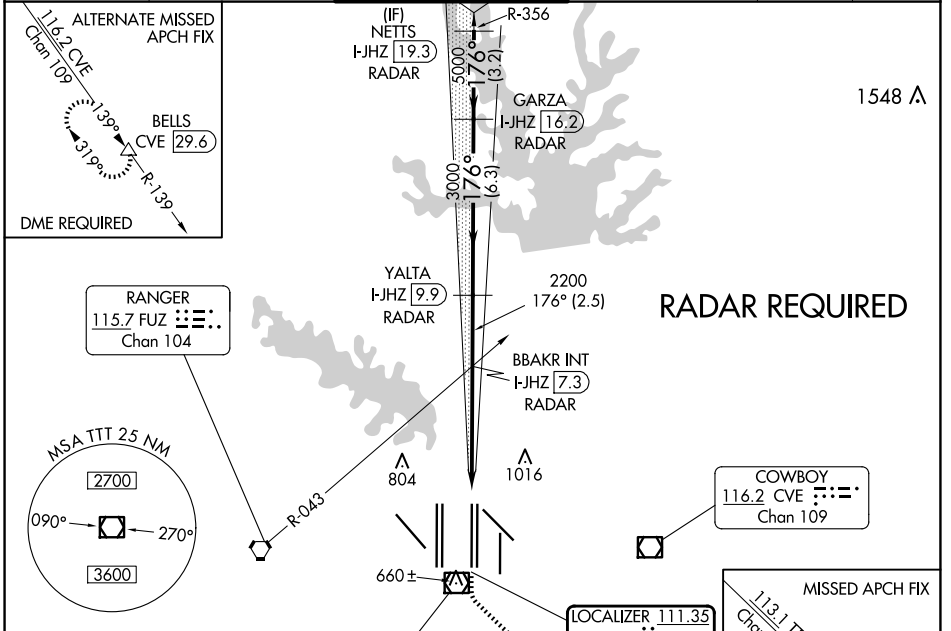 ALTERNATE MISSED
APCH FIX
116.2 CVE
Chan 109
139°
319°
BELLS
CVE 29.6
R-139
DME REQUIRED
(IF)
NETTS
I-JHZ 19.3
RADAR
R-356
5000
176°
(3.2)
GARZA
I-JHZ 16.2
RADAR
1548
3000
176°
(6.3)
YALTA
I-JHZ 9.9
RADAR
2200
176° (2.5)
RADAR REQUIRED
RANGER
115.7 FUZ
Chan 104
BBAKR INT
I-JHZ 7.3
RADAR
MSA TTT 25 NM
2700
090°
270°
3600
R-043
804
1016
COWBOY
116.2 CVE
Chan 109
660±
LOCALIZER 111.35
MISSED APCH FIX
113.1